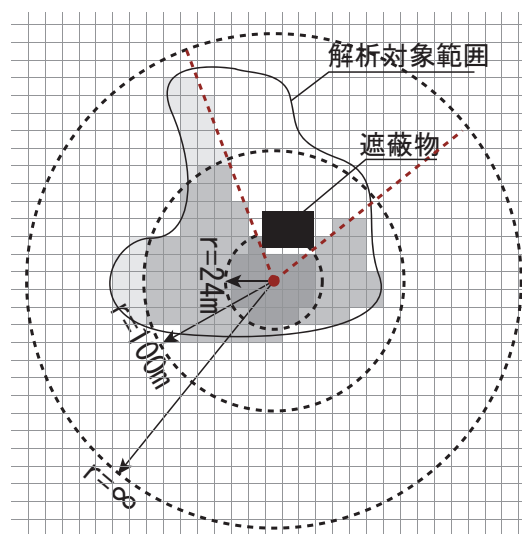 解析対象範囲
遮蔽物
r=24m
r=100m
r=∞